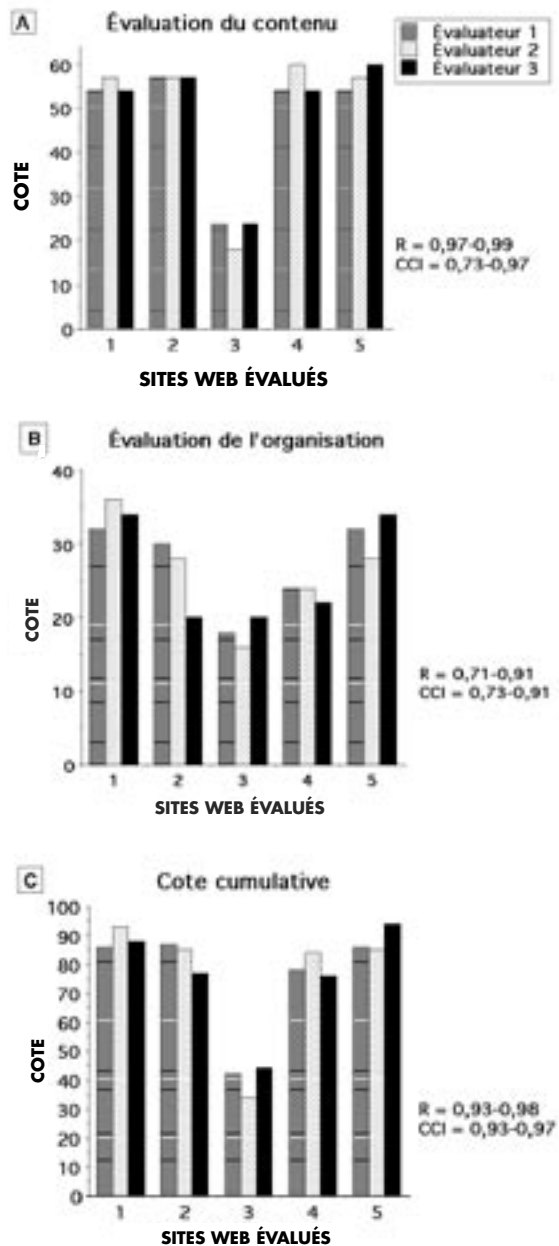 A
Évaluation du contenu
Évaluateur 1
Évaluateur 2
Évaluateur 3
60
50
40
30
20
10
0
COTE
R = 0,97-0,99
CCI = 0,73-0,97
1 2 3 4 5
SITES WEB ÉVALUÉS
B
Évaluation de l'organisation
40
30
20
10
0
COTE
R = 0,71-0,91
CCI = 0,73-0,91
1 2 3 4 5
SITES WEB ÉVALUÉS
C
Cote cumulative
100
90
80
70
60
50
40
30
20
10
0
COTE
R = 0,93-0,98
CCI = 0,93-0,97
1 2 3 4 5
SITES WEB ÉVALUÉS